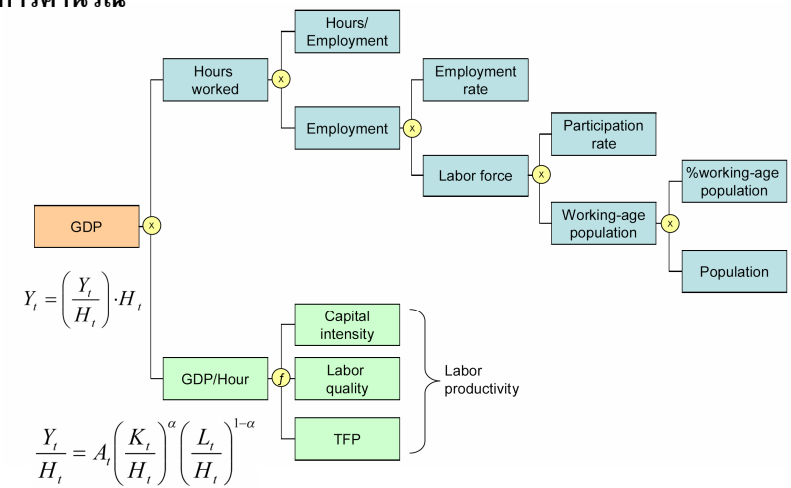 Hours/
Employment
Hours
worked
x
Employment
rate
Employment
x
Participation
rate
Labor force
x
%working-age
population
Working-age
population
x
GDP
x
Population
Y_t = (Y_t / H_t) · H_t
Capital
intensity
GDP/Hour
f
Labor
quality
Labor
productivity
TFP
Y_t / H_t = A_t (K_t / H_t)^α (L_t / H_t)^{1−α}